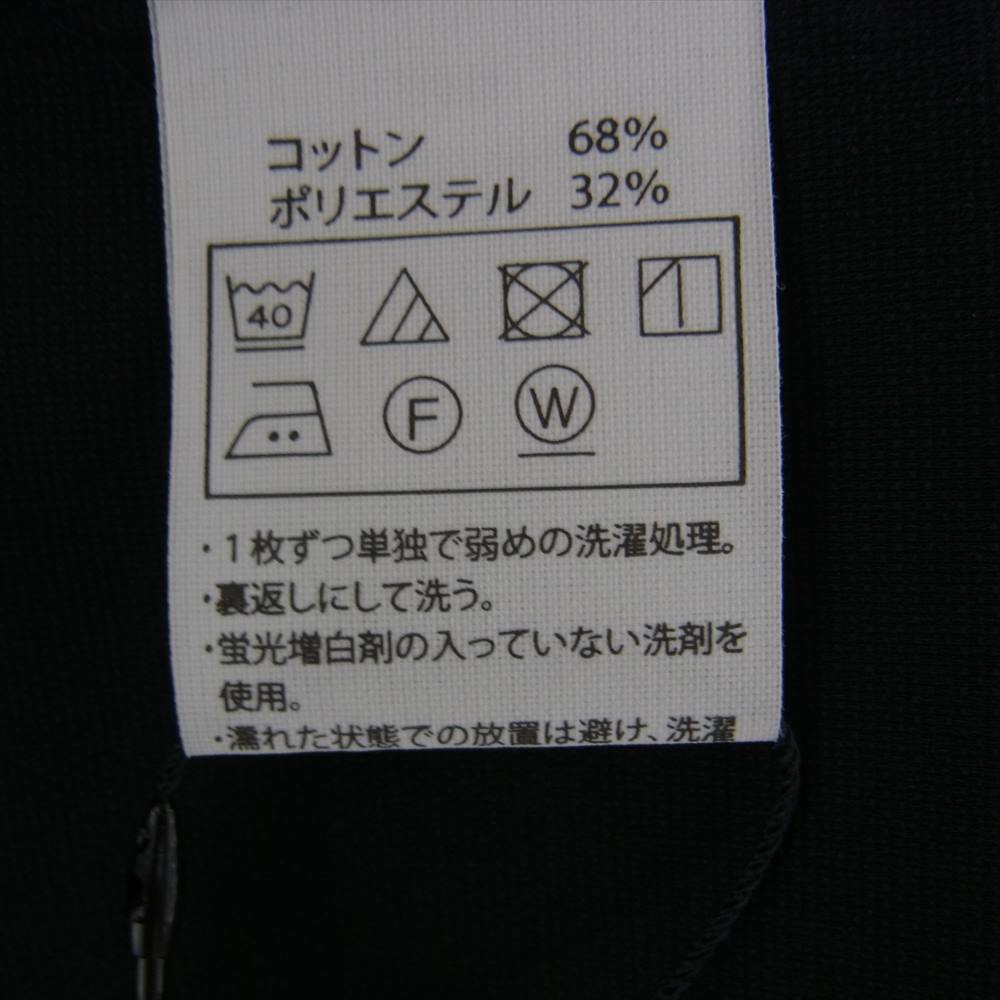 コットン 68%
ポリエステル 32%
40
F
W
・1枚ずつ単独で弱めの洗濯処理。
・裏返しにして洗う。
・蛍光増白剤の入っていない洗剤を
使用。
・濡れた状態での放置は避け、洗濯